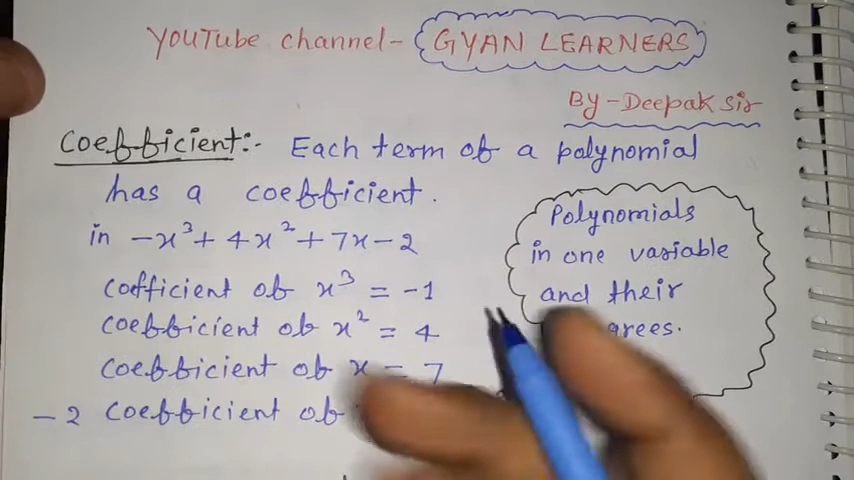 YOUTube channel- GYAN LEARNERS
By-Deepak sir
Coefficient:- Each term of a polynomial
has a coefficient.
in -x³+4x²+7x-2
cofficient of x³ = -1
coefficient of x² = 4
coefficient of x = 7
-2 coefficient of
Polynomials
in one variable
and their